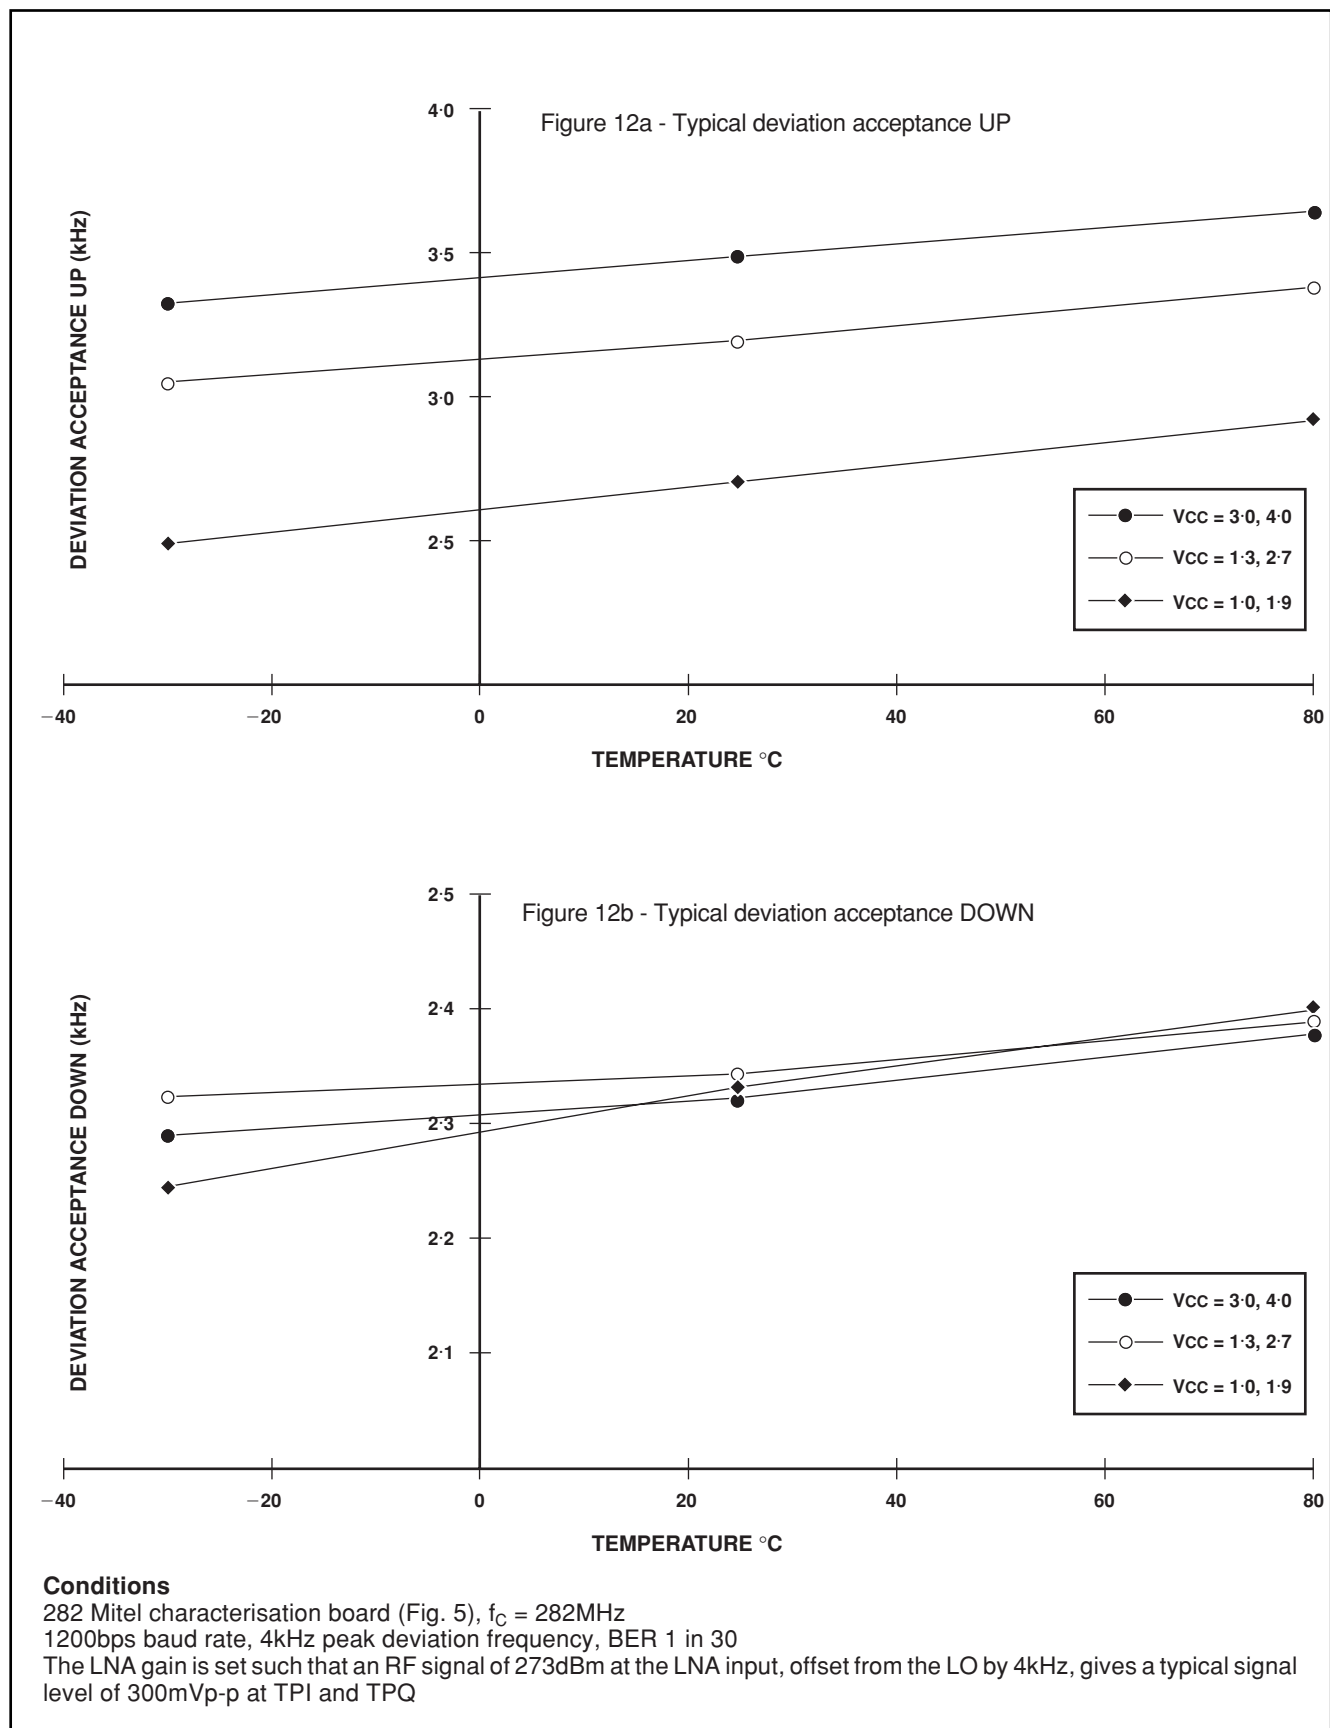 Figure 12a - Typical deviation acceptance UP
DEVIATION ACCEPTANCE UP (kHz)
4·0
3·5
3·0
2·5
VCC = 3·0, 4·0
VCC = 1·3, 2·7
VCC = 1·0, 1·9
−40 −20 0 20 40 60 80
TEMPERATURE °C
Figure 12b - Typical deviation acceptance DOWN
DEVIATION ACCEPTANCE DOWN (kHz)
2·5
2·4
2·3
2·2
2·1
VCC = 3·0, 4·0
VCC = 1·3, 2·7
VCC = 1·0, 1·9
−40 −20 0 20 40 60 80
TEMPERATURE °C
Conditions
282 Mitel characterisation board (Fig. 5), fC = 282MHz
1200bps baud rate, 4kHz peak deviation frequency, BER 1 in 30
The LNA gain is set such that an RF signal of 273dBm at the LNA input, offset from the LO by 4kHz, gives a typical signal
level of 300mVp-p at TPI and TPQ